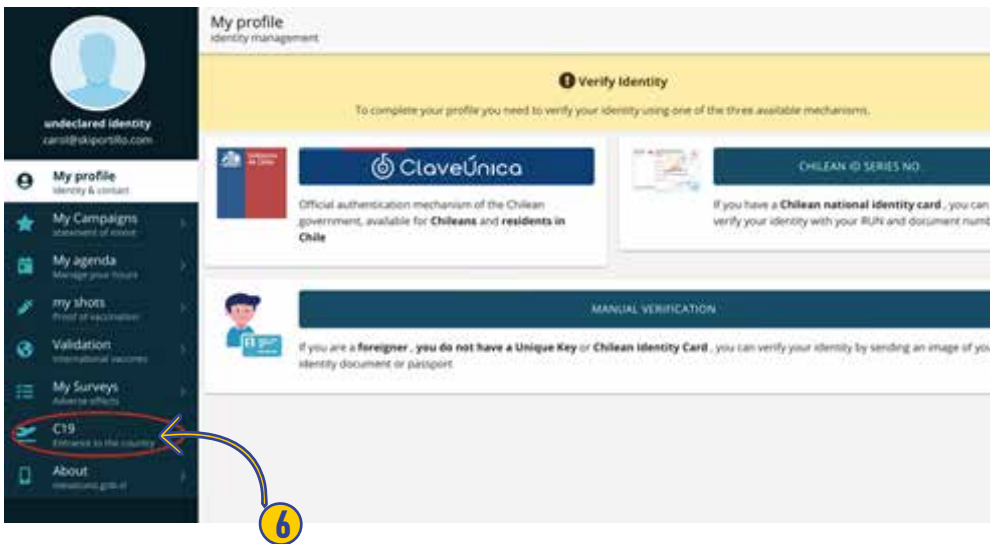 My profile
identity management
undeclared identity
carol@skiportillo.com
Verify Identity
To complete your profile you need to verify your identity using one of the three available mechanisms.
My profile
Identity & contact
My Campaigns
statement of intent
My agenda
Manage your hours
my shots
Proof of vaccination
Validation
International vaccines
My Surveys
Adverse effects
C19
Entrance to the country
About
ClaveÚnica
Official authentication mechanism of the Chilean
government, available for Chileans and residents in
Chile
CHILEAN ID SERIES NO.
If you have a Chilean national identity card , you can
verify your identity with your RUN and document numb
MANUAL VERIFICATION
If you are a foreigner , you do not have a Unique Key or Chilean Identity Card , you can verify your identity by sending an image of you
identity document or passport
6